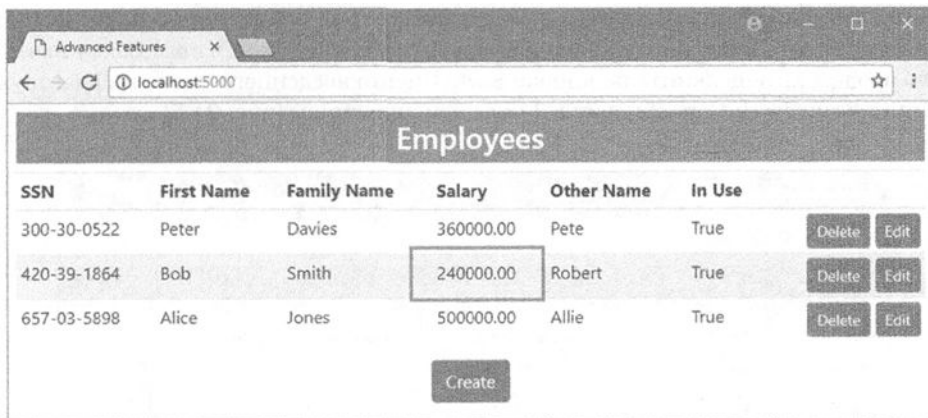 Advanced Features
localhost:5000
Employees
SSN First Name Family Name Salary Other Name In Use
300-30-0522 Peter Davies 360000.00 Pete True Delete Edit
420-39-1864 Bob Smith 240000.00 Robert True Delete Edit
657-03-5898 Alice Jones 500000.00 Allie True Delete Edit
Create